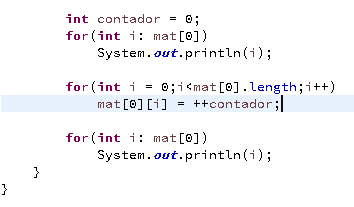 int contador = 0;
for(int i: mat[0])
System.out.println(i);
for(int i = 0;i<mat[0].length;i++)
mat[0][i] = ++contador;
for(int i: mat[0])
System.out.println(i);
}
}